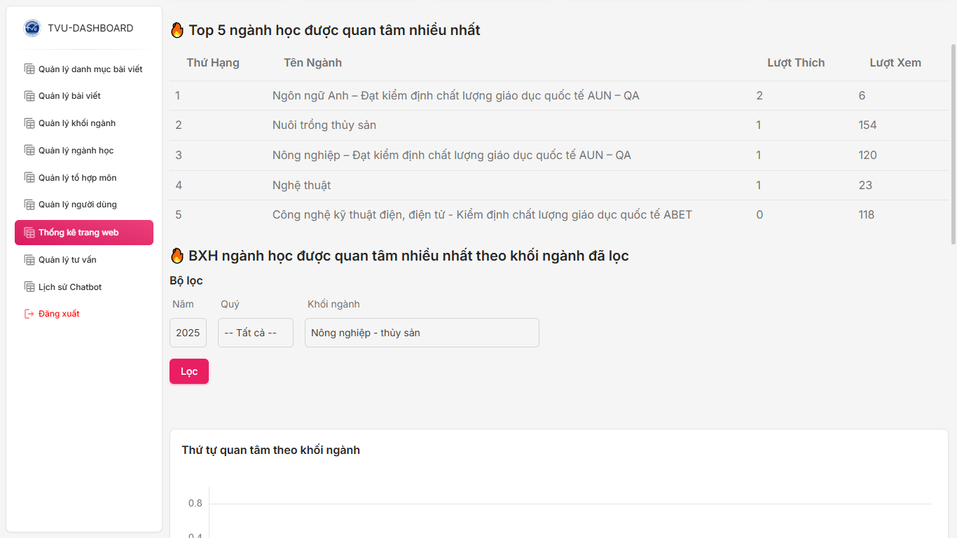 TVU-DASHBOARD
Quản lý danh mục bài viết
Quản lý bài viết
Quản lý khối ngành
Quản lý ngành học
Quản lý tổ hợp môn
Quản lý người dùng
Thống kê trang web
Quản lý tư vấn
Lịch sử Chatbot
Đăng xuất
Top 5 ngành học được quan tâm nhiều nhất
Thứ Hạng Tên Ngành Lượt Thích Lượt Xem
1 Ngôn ngữ Anh – Đạt kiểm định chất lượng giáo dục quốc tế AUN – QA 2 6
2 Nuôi trồng thủy sản 1 154
3 Nông nghiệp – Đạt kiểm định chất lượng giáo dục quốc tế AUN – QA 1 120
4 Nghệ thuật 1 23
5 Công nghệ kỹ thuật điện, điện tử - Kiểm định chất lượng giáo dục quốc tế ABET 0 118
BXH ngành học được quan tâm nhiều nhất theo khối ngành đã lọc
Bộ lọc
Năm Quý Khối ngành
2025 -- Tất cả -- Nông nghiệp - thủy sản
Lọc
Thứ tự quan tâm theo khối ngành
0.8
0.4